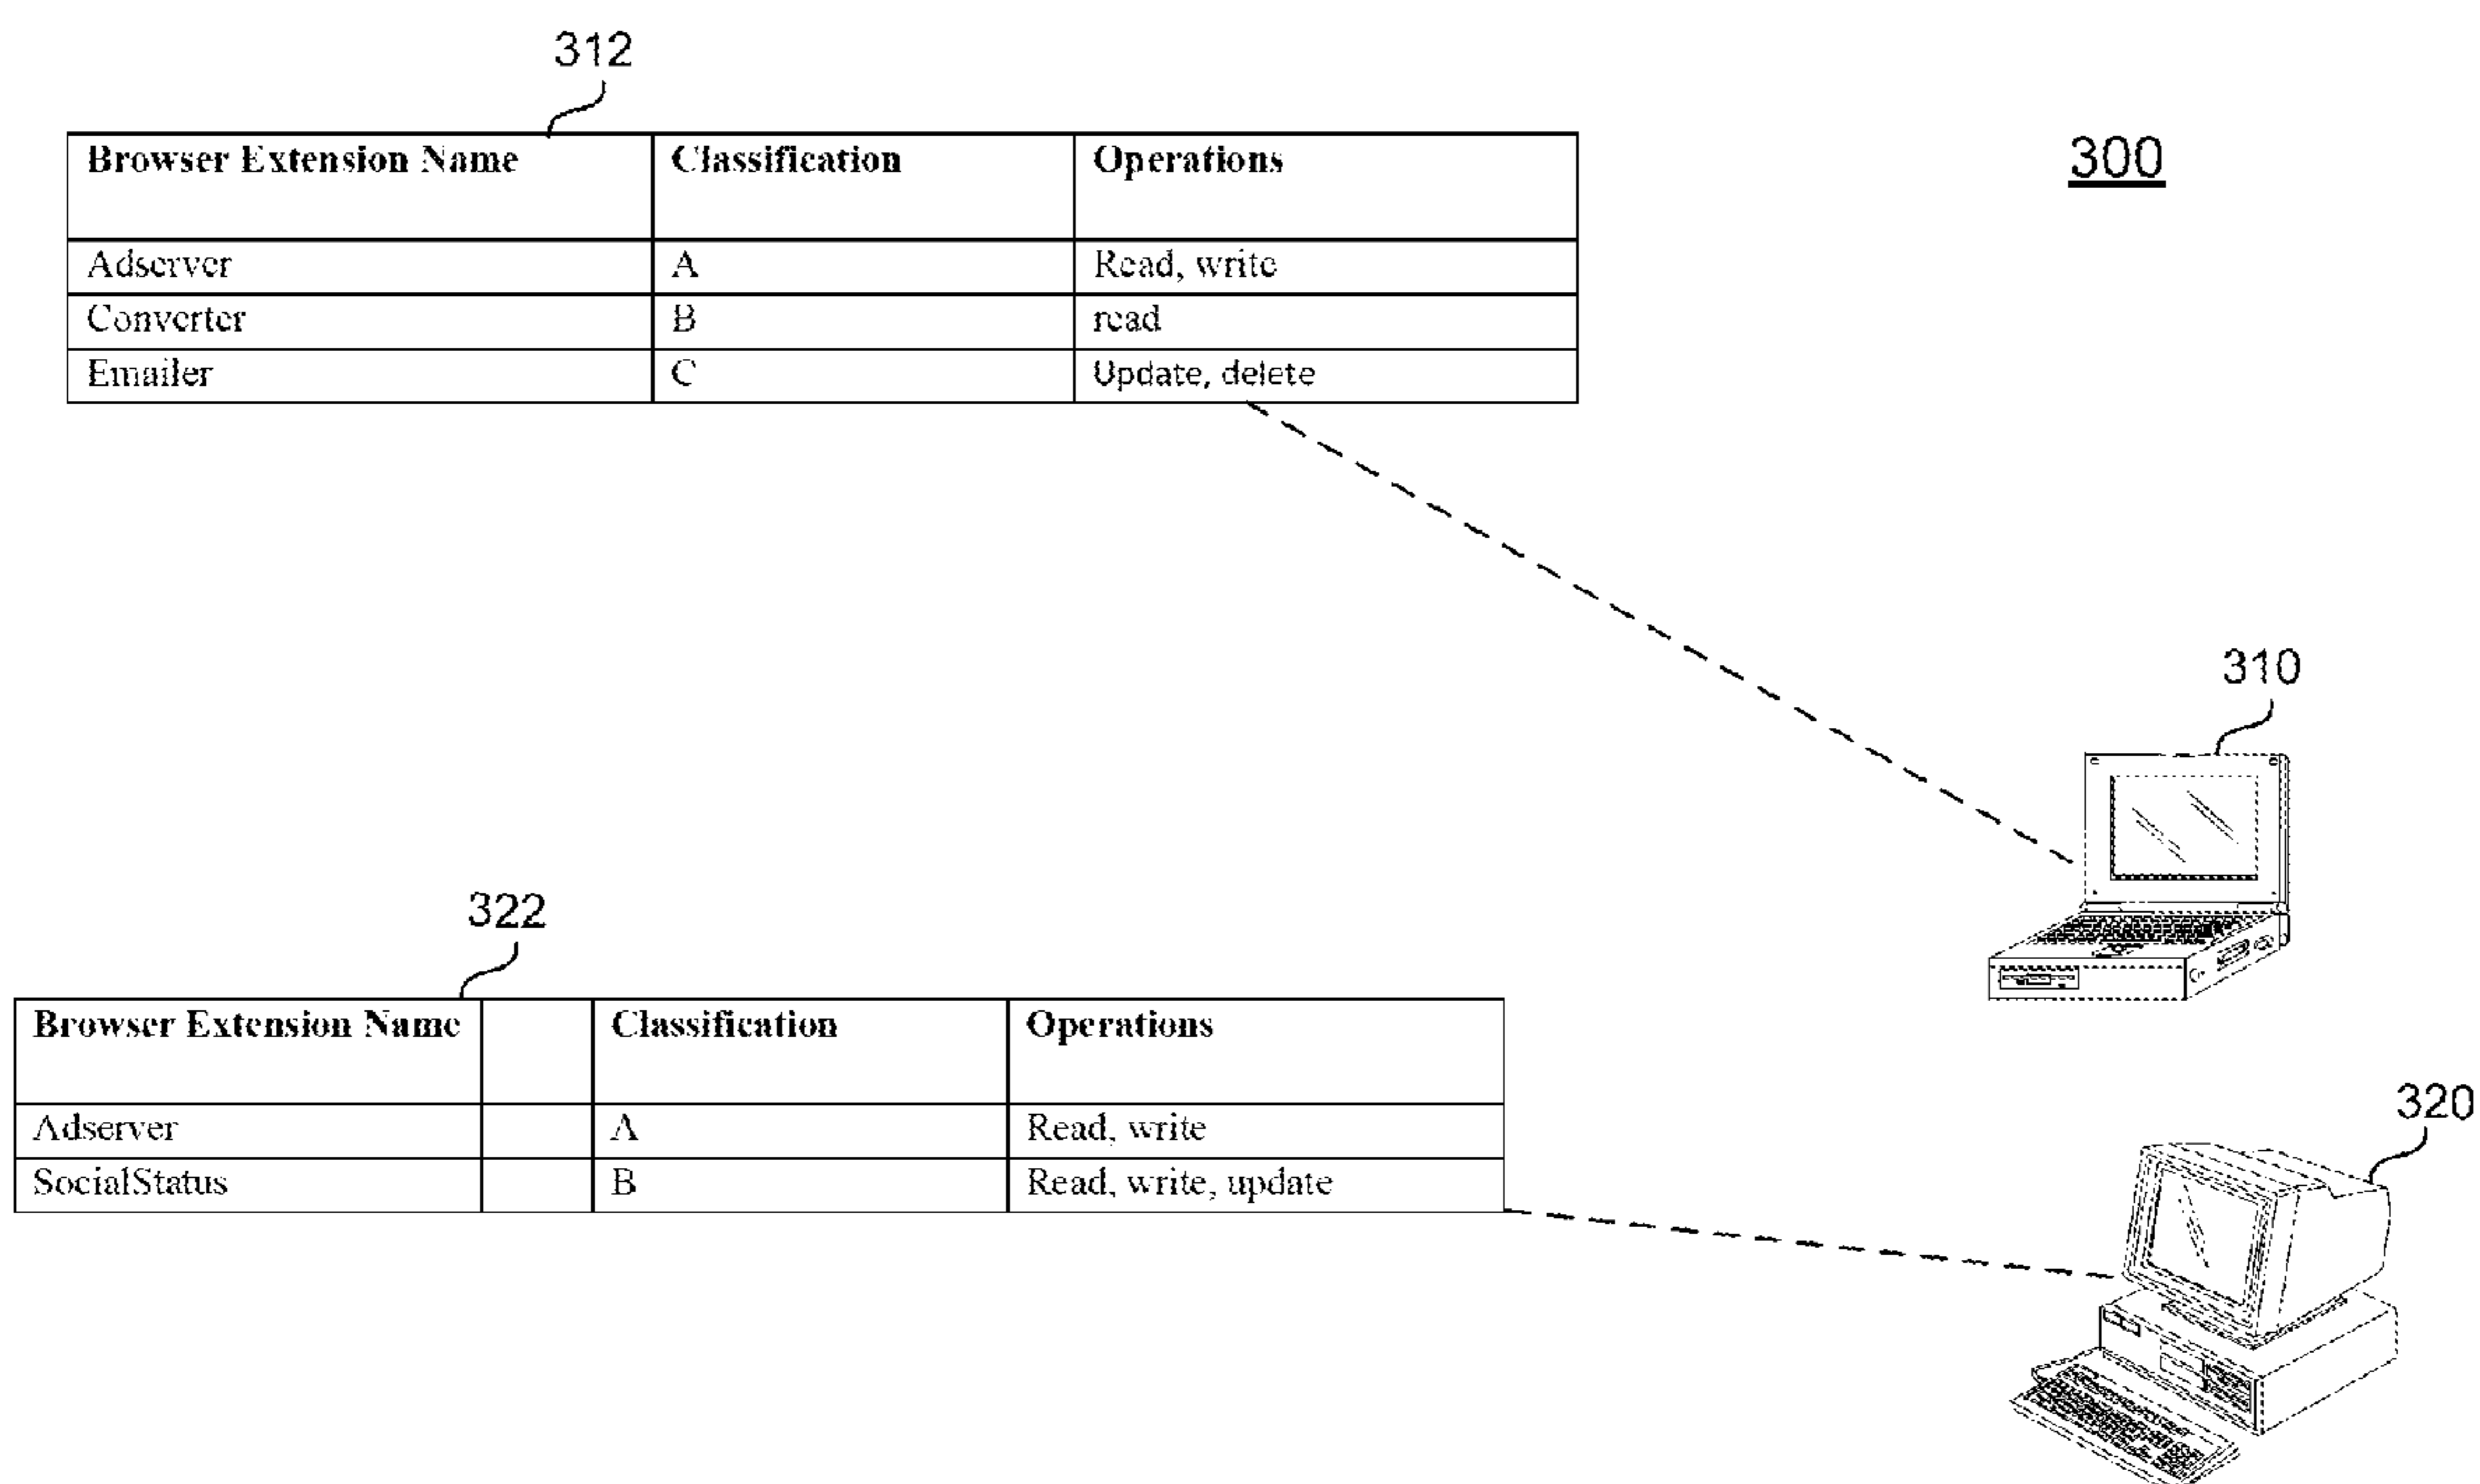 312
300
Browser Extension Name Classification Operations
Adserver A Read, write
Converter B read
Emailer C Update, delete
310
322
Browser Extension Name Classification Operations
Adserver A Read, write
SocialStatus B Read, write, update
320